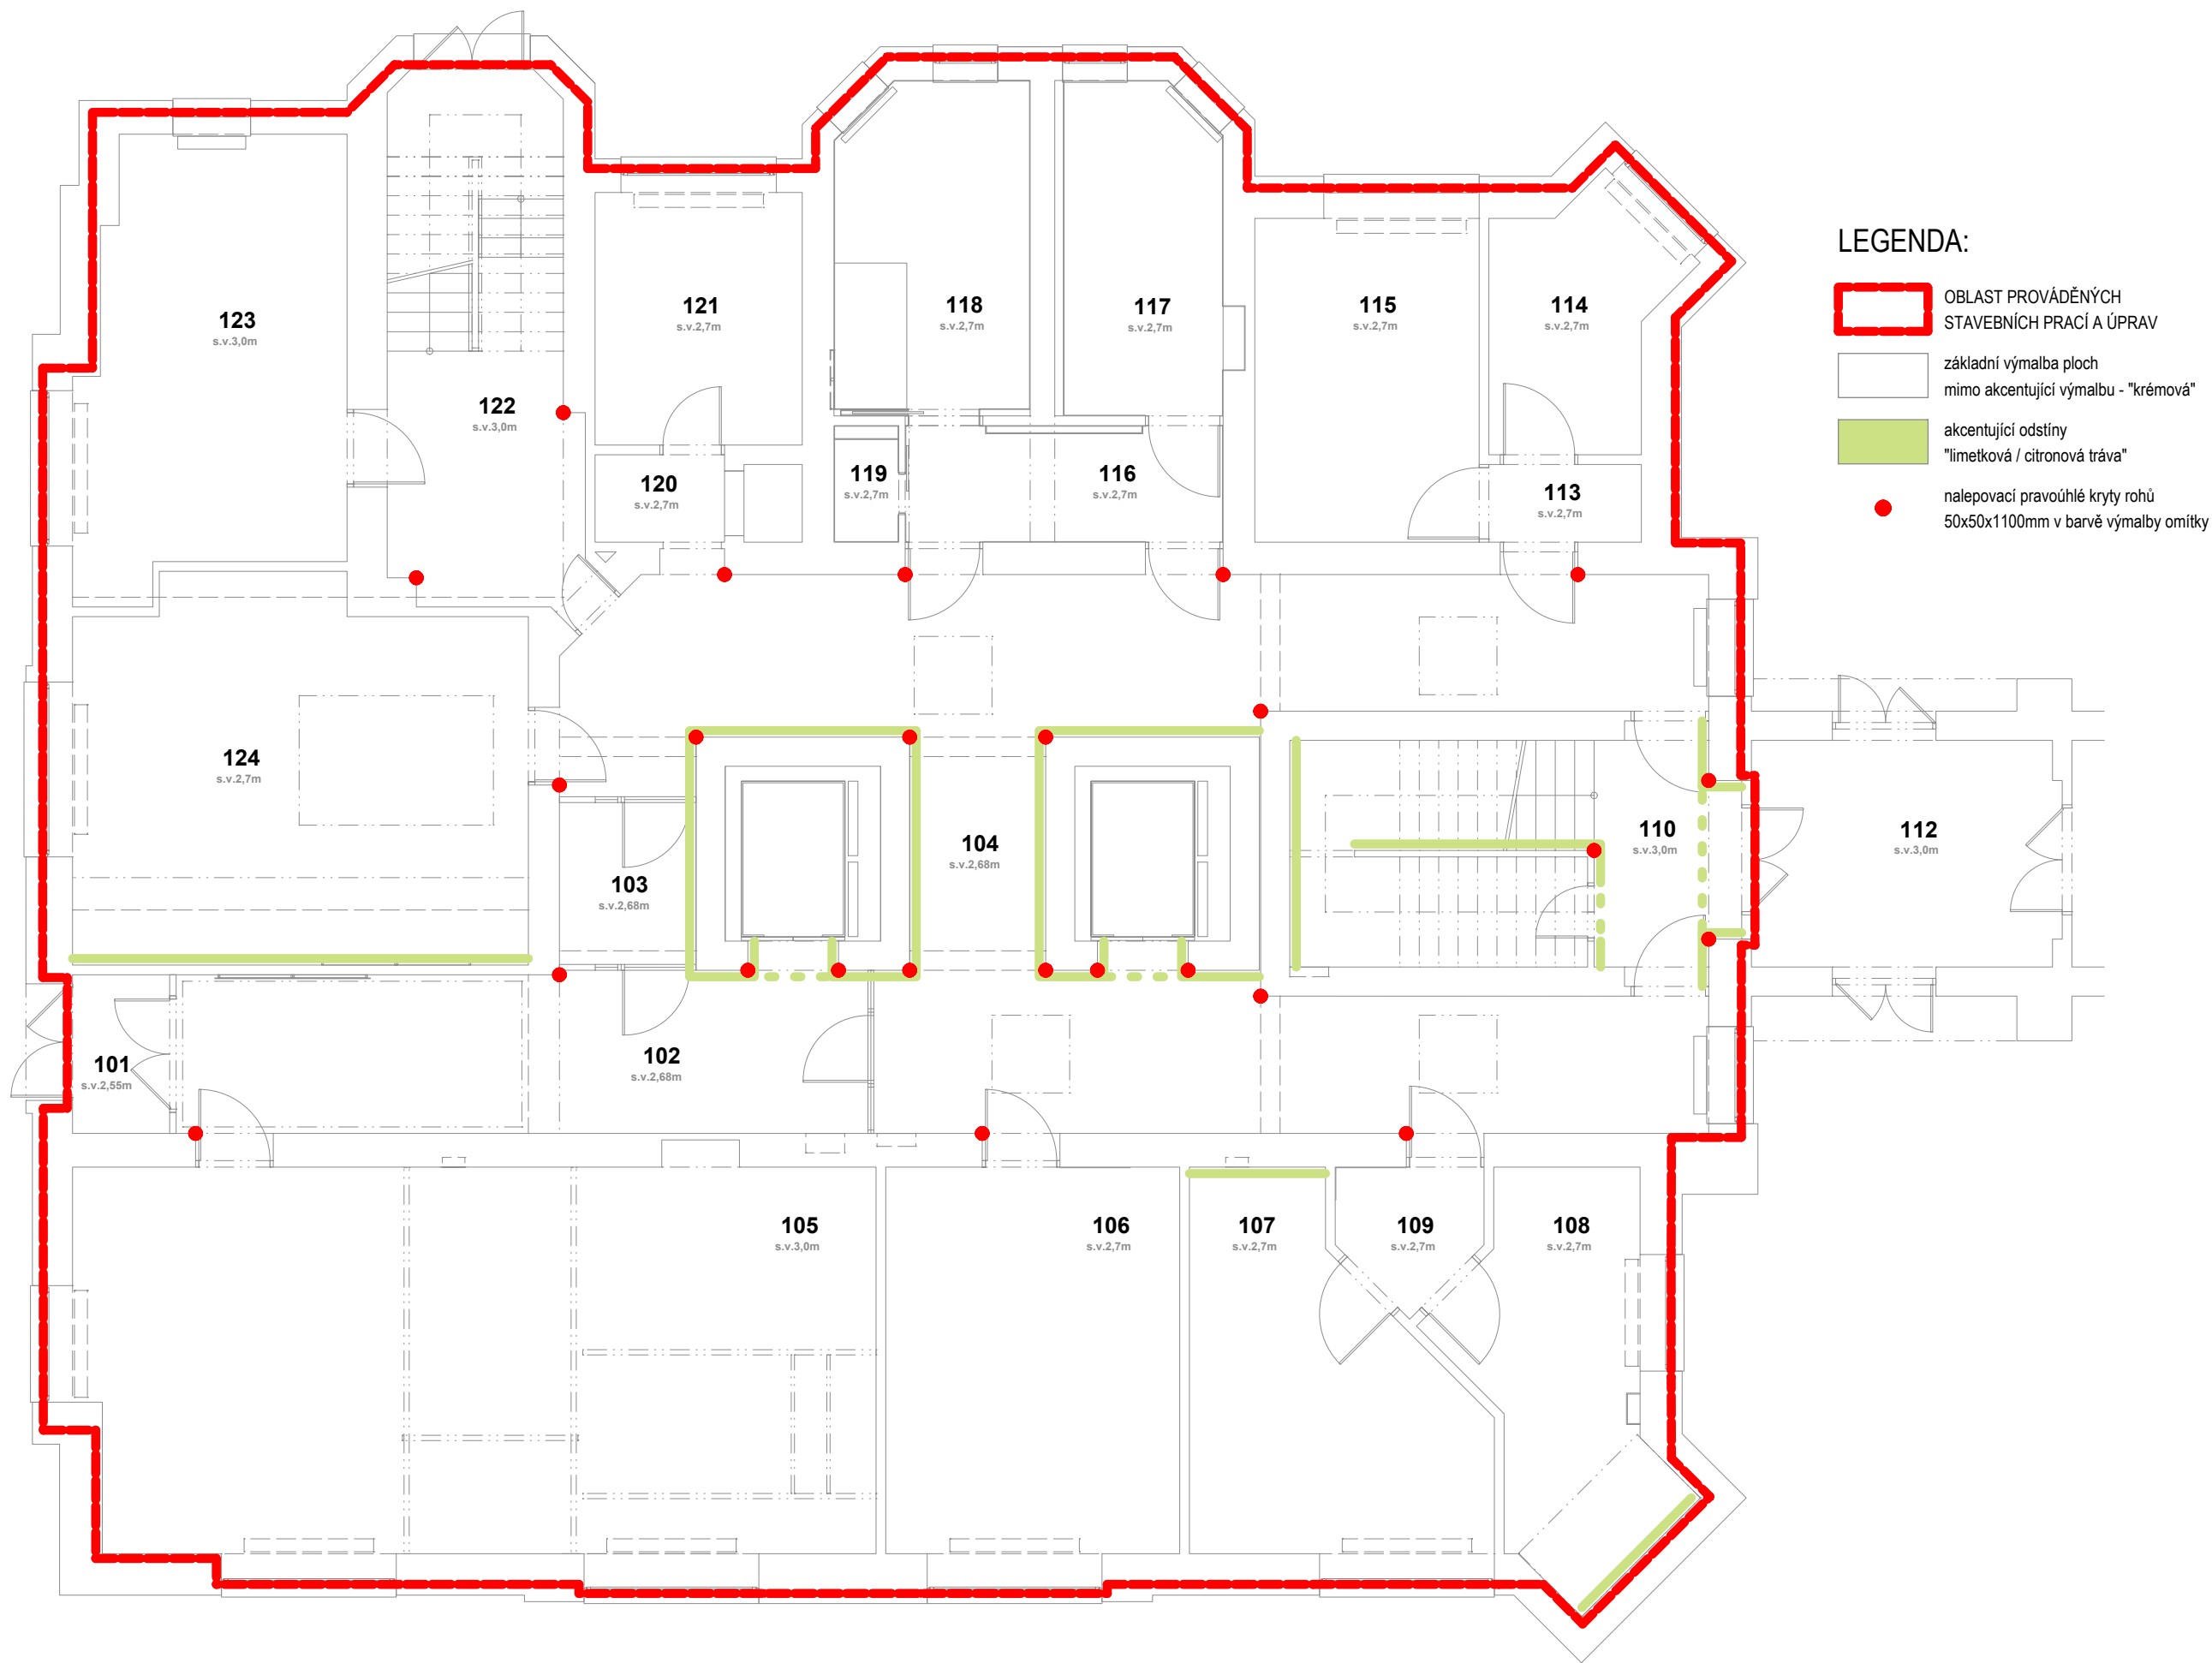 LEGENDA:
OBLAST PROVÁDĚNÝCH
STAVEBNÍCH PRACÍ A ÚPRAV
základní výmalba ploch
mimo akcentující výmalbu - "krémová"
akcentující odstíny
"limetková / citronová tráva"
nalepovací pravoúhlé kryty rohů
50x50x1100mm v barvě výmalby omítky
123
s.v.3,0m
122
s.v.3,0m
121
s.v.2,7m
118
s.v.2,7m
117
s.v.2,7m
115
s.v.2,7m
114
s.v.2,7m
120
s.v.2,7m
119
s.v.2,7m
116
s.v.2,7m
113
s.v.2,7m
124
s.v.2,7m
103
s.v.2,68m
104
s.v.2,68m
110
s.v.3,0m
112
s.v.3,0m
101
s.v.2,55m
102
s.v.2,68m
105
s.v.3,0m
106
s.v.2,7m
107
s.v.2,7m
109
s.v.2,7m
108
s.v.2,7m